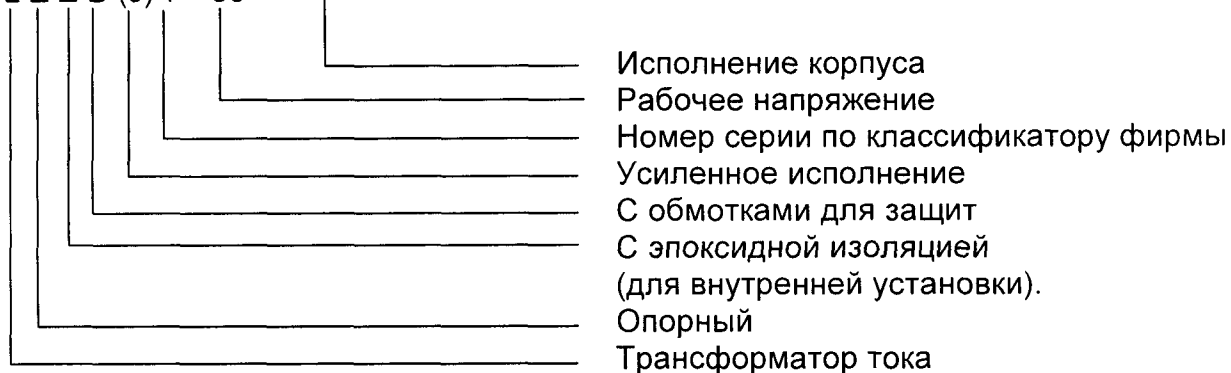 Исполнение корпуса
Рабочее напряжение
Номер серии по классификатору фирмы
Усиленное исполнение
С обмотками для защит
С эпоксидной изоляцией
(для внутренней установки).
Опорный
Трансформатор тока